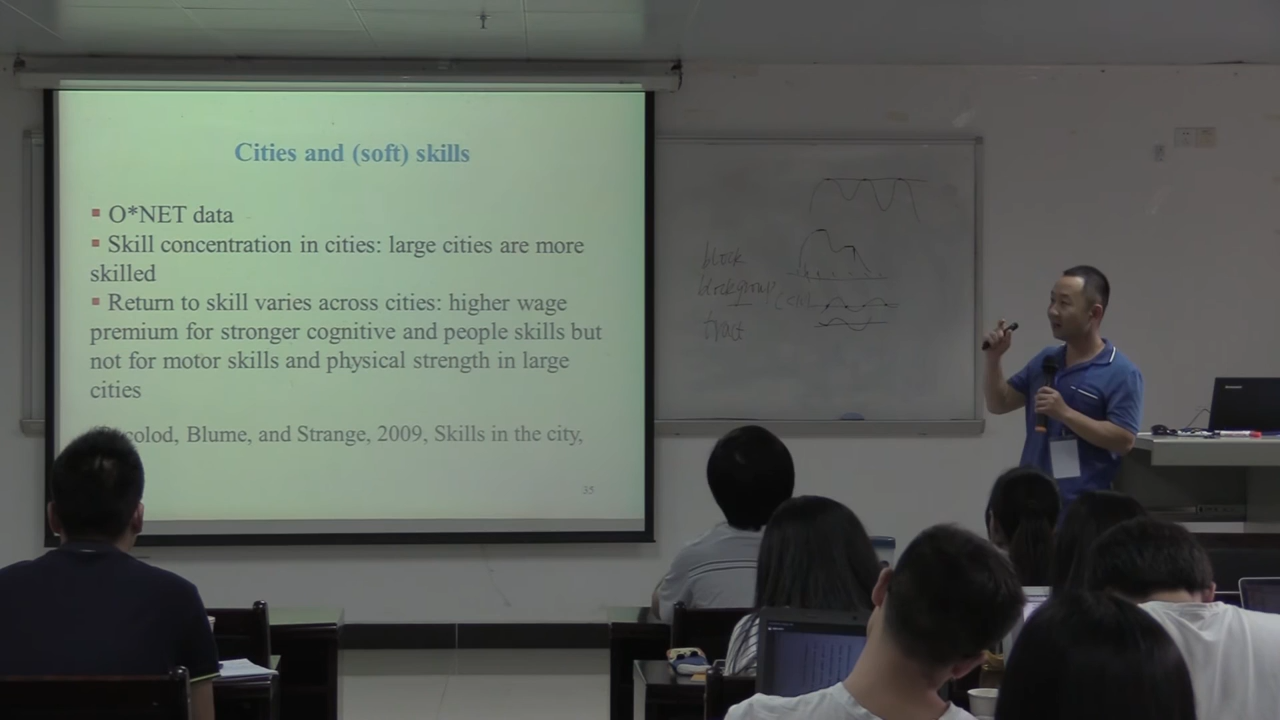 Cities and (soft) skills
▪ O*NET data
▪ Skill concentration in cities: large cities are more
skilled
▪ Return to skill varies across cities: higher wage
premium for stronger cognitive and people skills but
not for motor skills and physical strength in large
cities
Blume, and Strange, 2009, Skills in the city,
35
block
blockgroup
tract